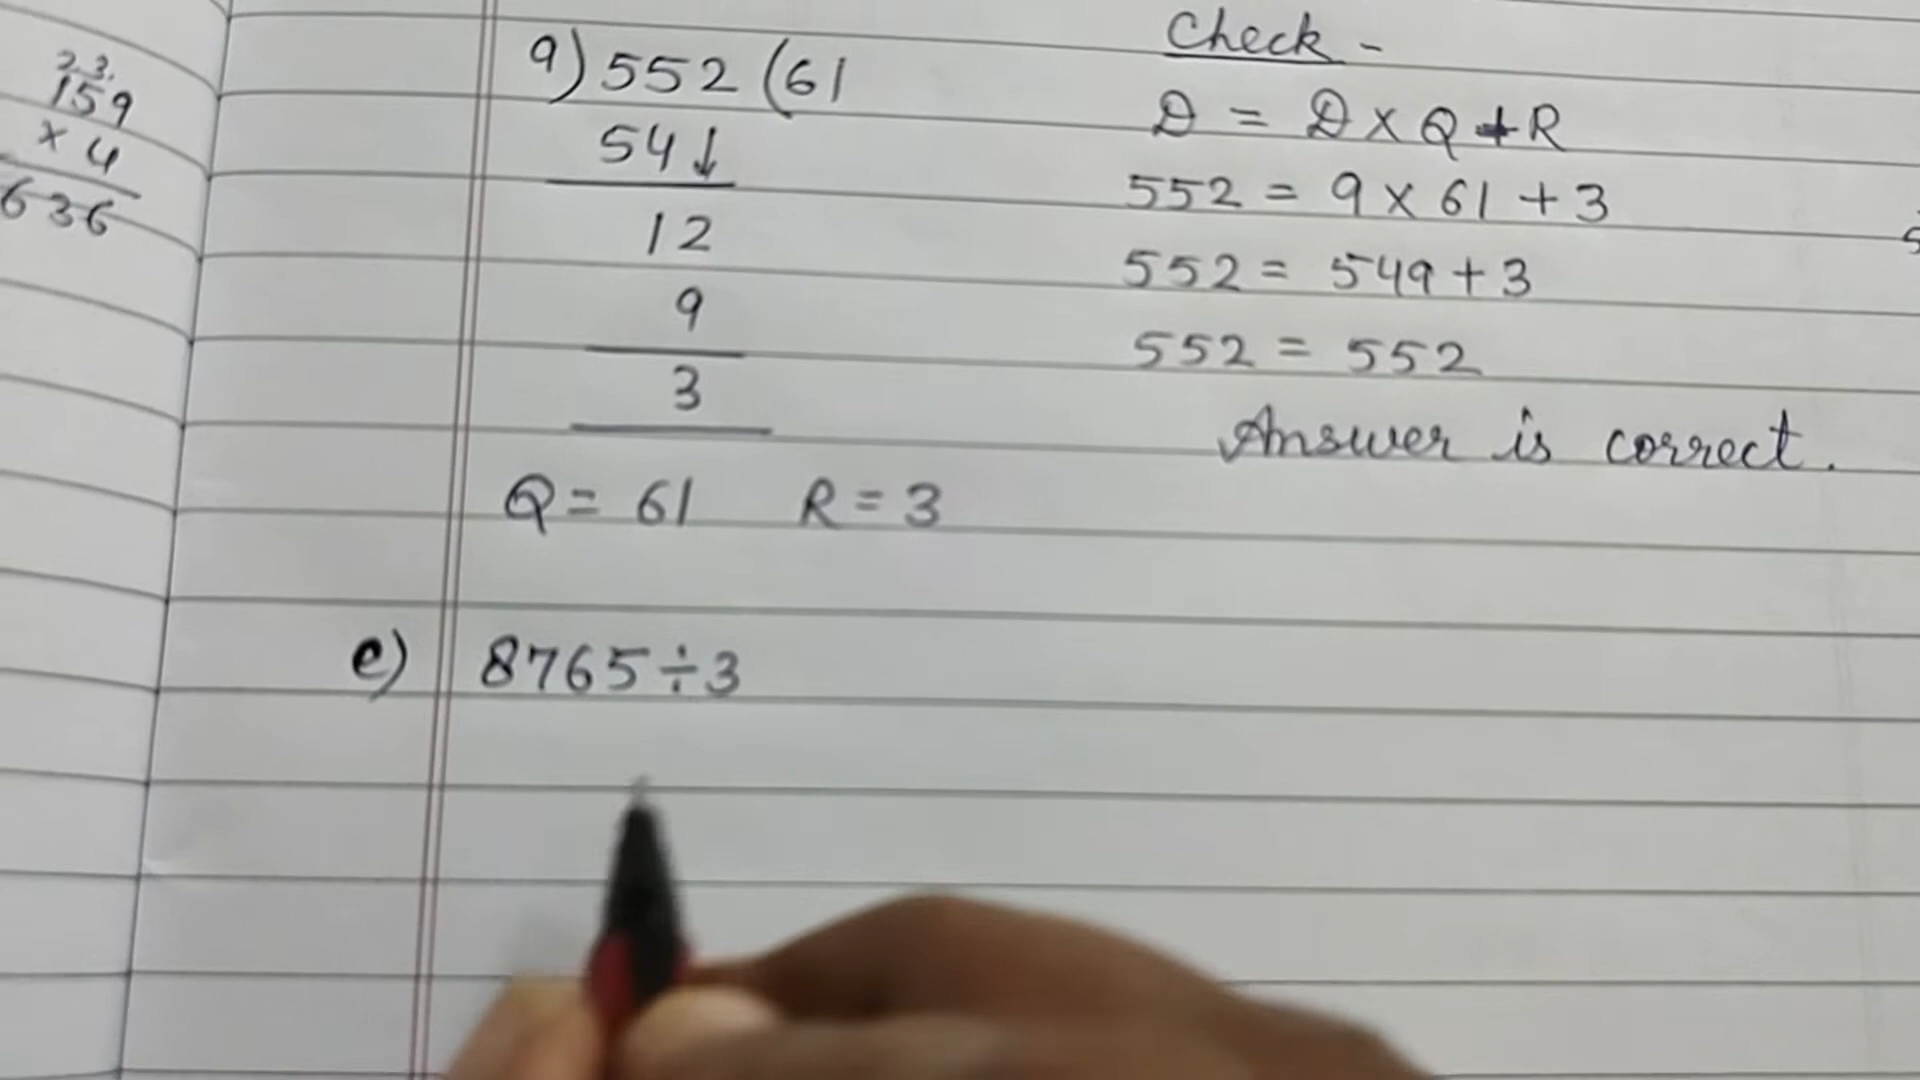 2 3
159
× 4
636
9)552(61
54↓
12
9
3
Q = 61 R = 3
Check -
D = D × Q + R
552 = 9 × 61 + 3
552 = 549 + 3
552 = 552
Answer is correct.
e) 8765÷3